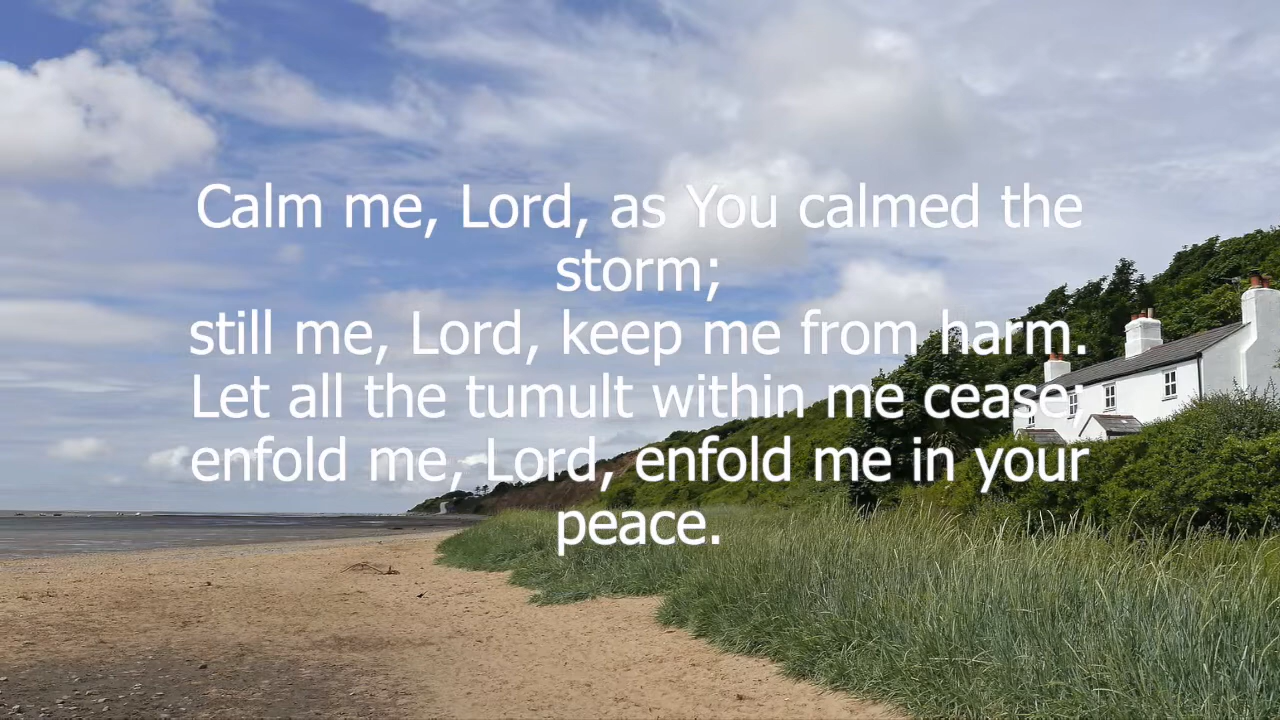 Calm me, Lord, as You calmed the
storm;
still me, Lord, keep me from harm.
Let all the tumult within me cease;
enfold me, Lord, enfold me in your
peace.